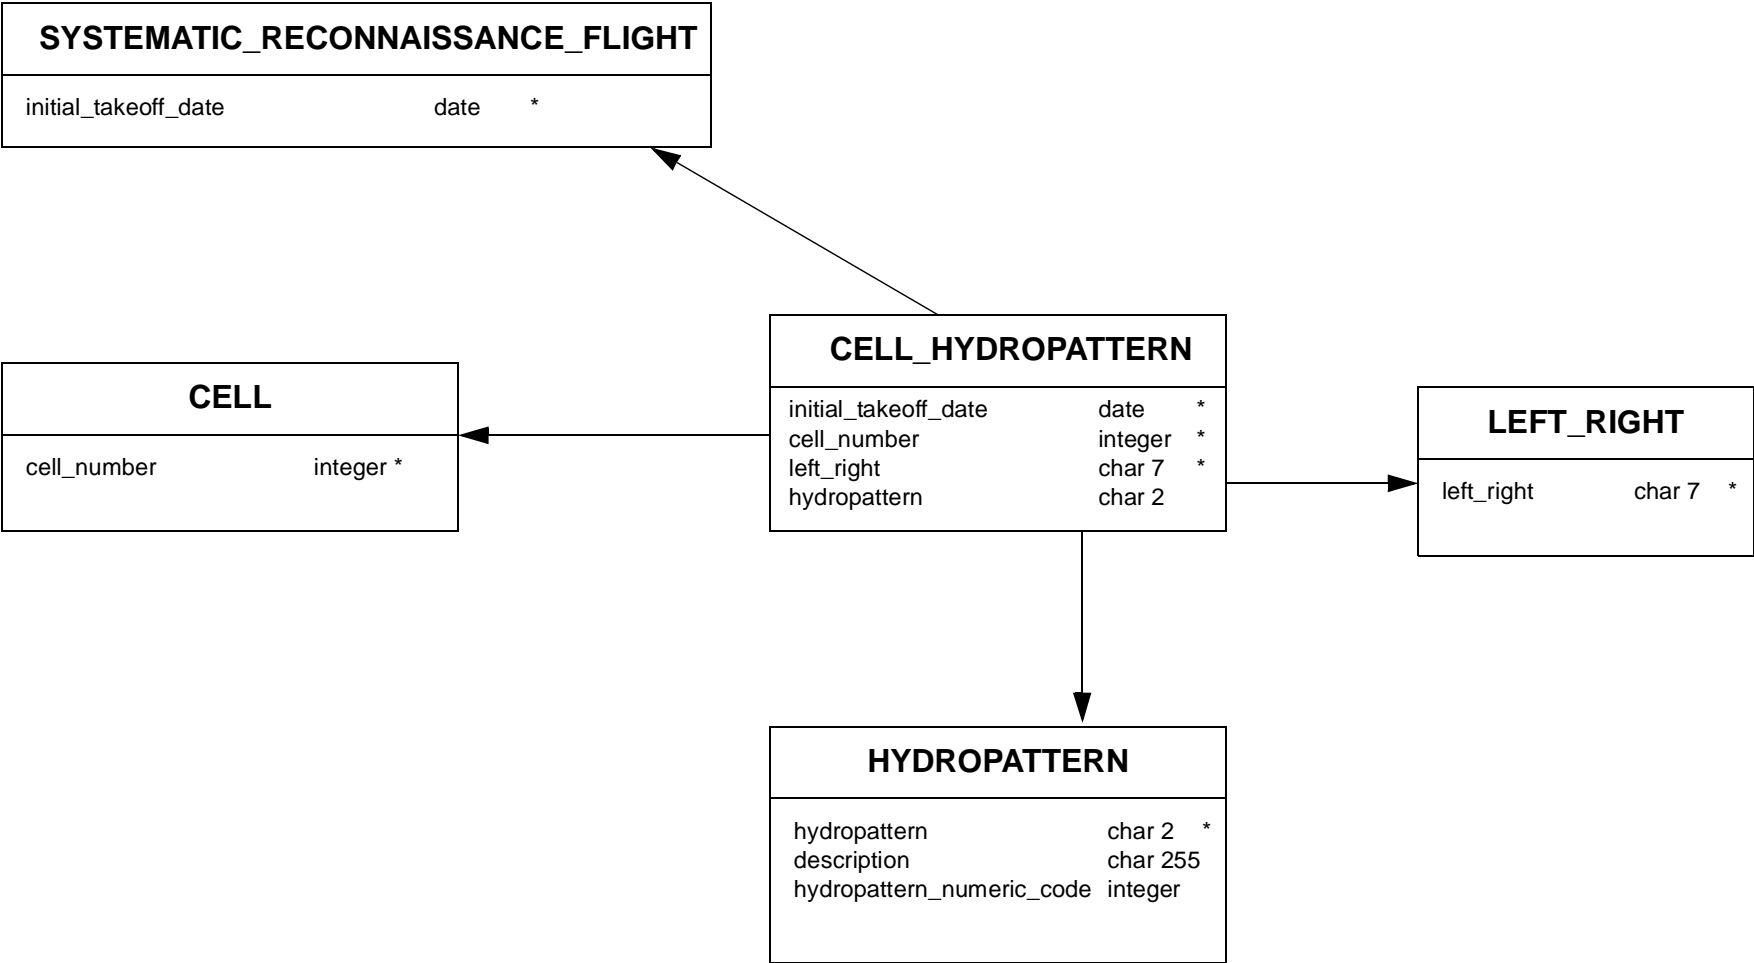 SYSTEMATIC_RECONNAISSANCE_FLIGHT
initial_takeoff_date date *
CELL_HYDROPATTERN
initial_takeoff_date date *
cell_number integer *
left_right char 7 *
hydropattern char 2
CELL
cell_number integer *
LEFT_RIGHT
left_right char 7 *
HYDROPATTERN
hydropattern char 2 *
description char 255
hydropattern_numeric_code integer